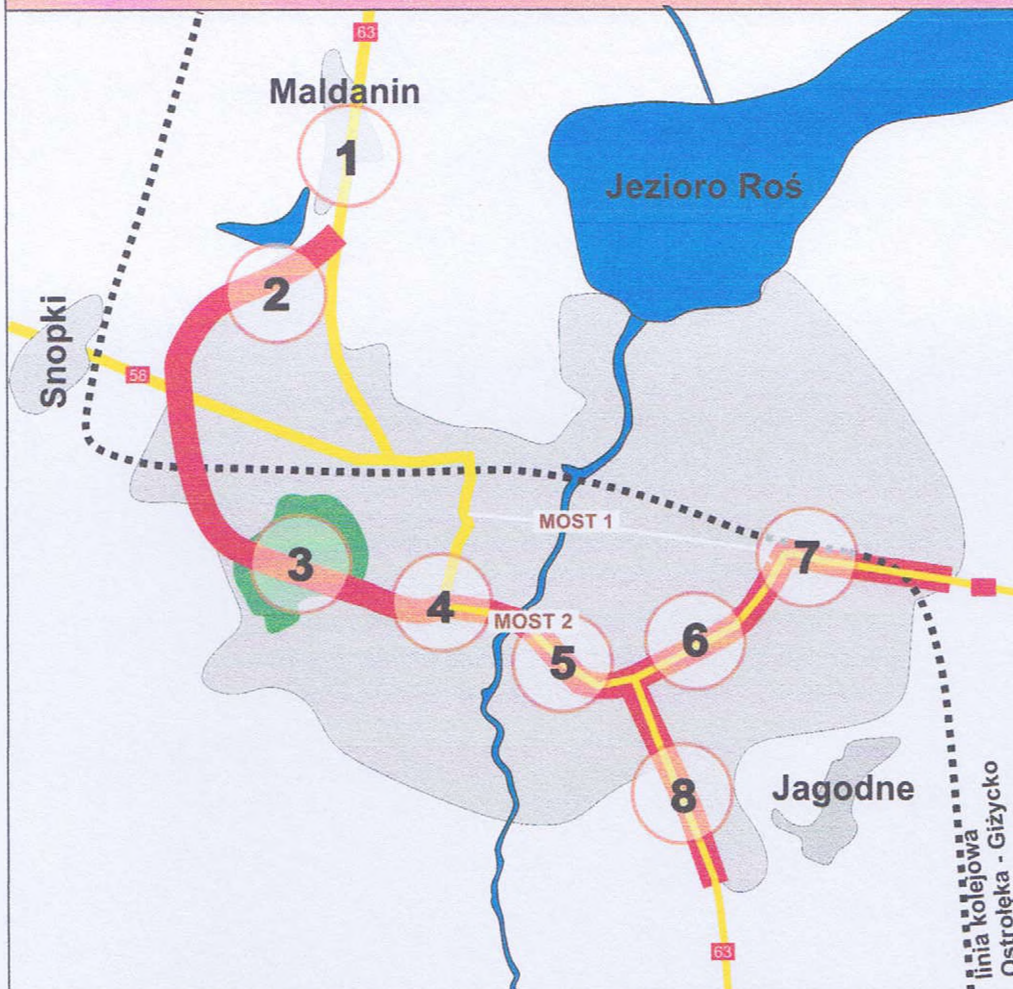 63
Maldanin
1
Jezioro Roś
2
Snopki
58
MOST 1
3
7
4
MOST 2
6
5
8
Jagodne
63
linia kolejowa
Ostrołęka - Giżycko